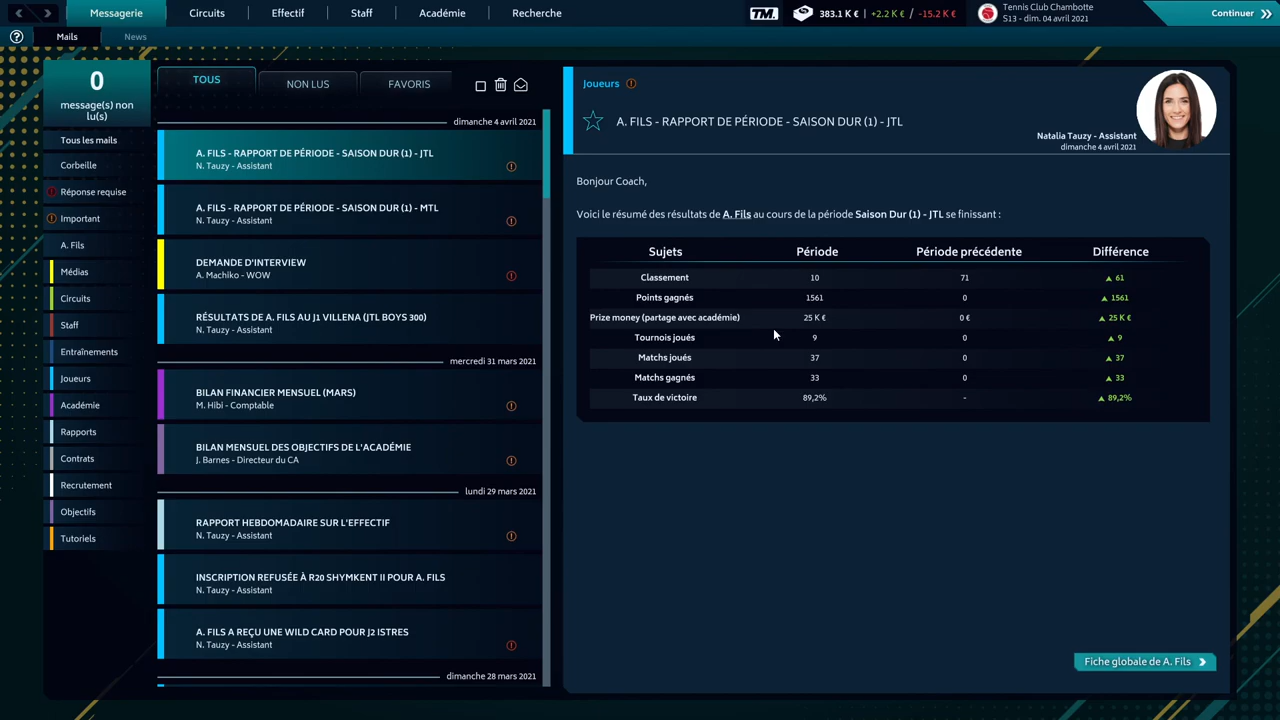 Messagerie
Circuits
Effectif
Staff
Académie
Recherche
TM.
383.1 K € / +2.2 K € / -15.2 K €
Tennis Club Chambotte
S13 - dim. 04 avril 2021
Continuer
?
Mails
News
0
message(s) non
lu(s)
Tous les mails
Corbeille
Réponse requise
Important
A. Fils
Médias
Circuits
Staff
Entraînements
Joueurs
Académie
Rapports
Contrats
Recrutement
Objectifs
Tutoriels
TOUS
NON LUS
FAVORIS
dimanche 4 avril 2021
A. FILS - RAPPORT DE PÉRIODE - SAISON DUR (1) - JTL
N. Tauzy - Assistant
A. FILS - RAPPORT DE PÉRIODE - SAISON DUR (1) - MTL
N. Tauzy - Assistant
DEMANDE D'INTERVIEW
A. Machiko - WOW
RÉSULTATS DE A. FILS AU J1 VILLENA (JTL BOYS 300)
N. Tauzy - Assistant
mercredi 31 mars 2021
BILAN FINANCIER MENSUEL (MARS)
M. Hibi - Comptable
BILAN MENSUEL DES OBJECTIFS DE L'ACADÉMIE
J. Barnes - Directeur du CA
lundi 29 mars 2021
RAPPORT HEBDOMADAIRE SUR L'EFFECTIF
N. Tauzy - Assistant
INSCRIPTION REFUSÉE À R20 SHYMKENT II POUR A. FILS
N. Tauzy - Assistant
A. FILS A REÇU UNE WILD CARD POUR J2 ISTRES
N. Tauzy - Assistant
dimanche 28 mars 2021
Joueurs
A. FILS - RAPPORT DE PÉRIODE - SAISON DUR (1) - JTL
Natalia Tauzy - Assistant
dimanche 4 avril 2021
Bonjour Coach,
Voici le résumé des résultats de A. Fils au cours de la période Saison Dur (1) - JTL se finissant :
Sujets Période Période précédente Différence
Classement 10 71 ▲ 61
Points gagnés 1561 0 ▲ 1561
Prize money (partage avec académie) 25 K € 0 € ▲ 25 K €
Tournois joués 9 0 ▲ 9
Matchs joués 37 0 ▲ 37
Matchs gagnés 33 0 ▲ 33
Taux de victoire 89,2% - ▲ 89,2%
Fiche globale de A. Fils